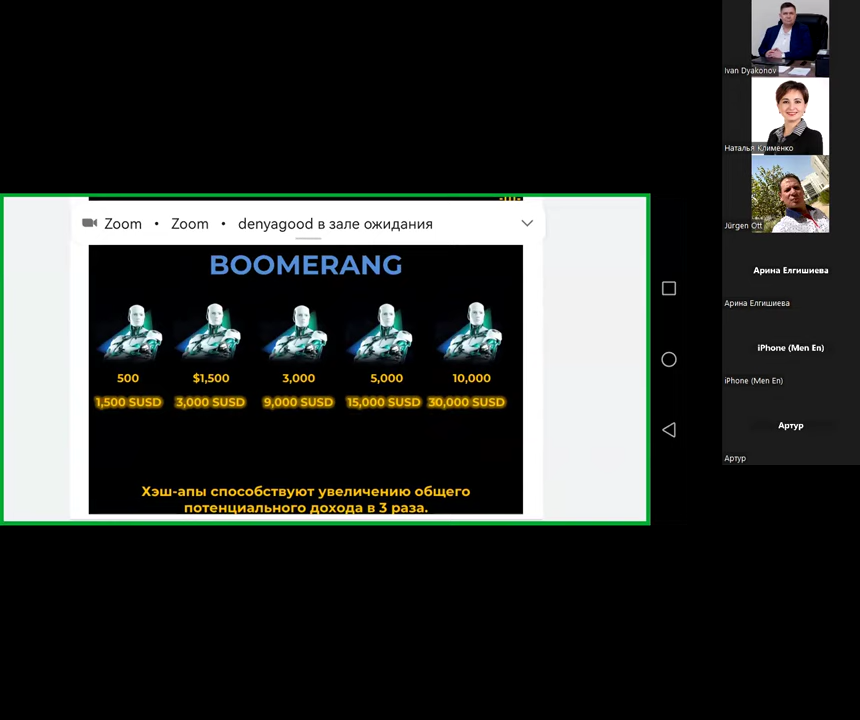 Zoom • Zoom • denyagood в зале ожидания
BOOMERANG
500 $1,500 3,000 5,000 10,000
1,500 SUSD 3,000 SUSD 9,000 SUSD 15,000 SUSD 30,000 SUSD
Хэш-апы способствуют увеличению общего
потенциального дохода в 3 раза.
Ivan Dyakonov
Наталья Клименко
Jürgen Ott
Арина Елгишиева
Арина Елгишиева
iPhone (Men En)
iPhone (Men En)
Артур
Артур